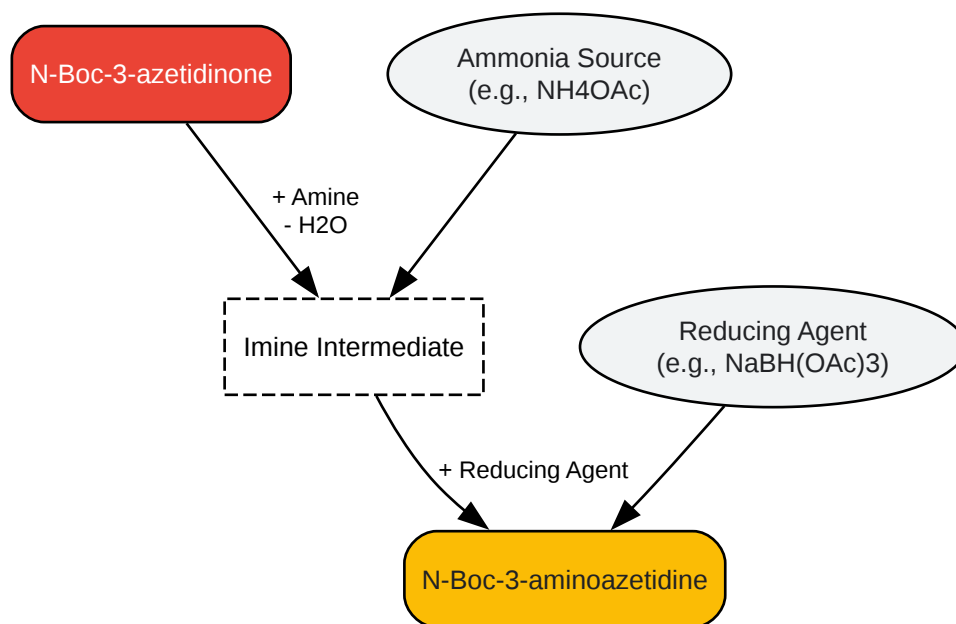 N-Boc-3-azetidinone
Ammonia Source
(e.g., NH4OAc)
+ Amine
- H2O
Imine Intermediate
Reducing Agent
(e.g., NaBH(OAc)3)
+ Reducing Agent
N-Boc-3-aminoazetidine